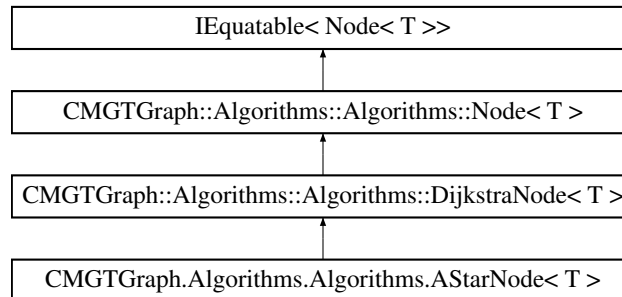 IEquatable< Node< T >>
CMGTGraph::Algorithms::Algorithms::Node< T >
CMGTGraph::Algorithms::Algorithms::DijkstraNode< T >
CMGTGraph.Algorithms.Algorithms.AStarNode< T >